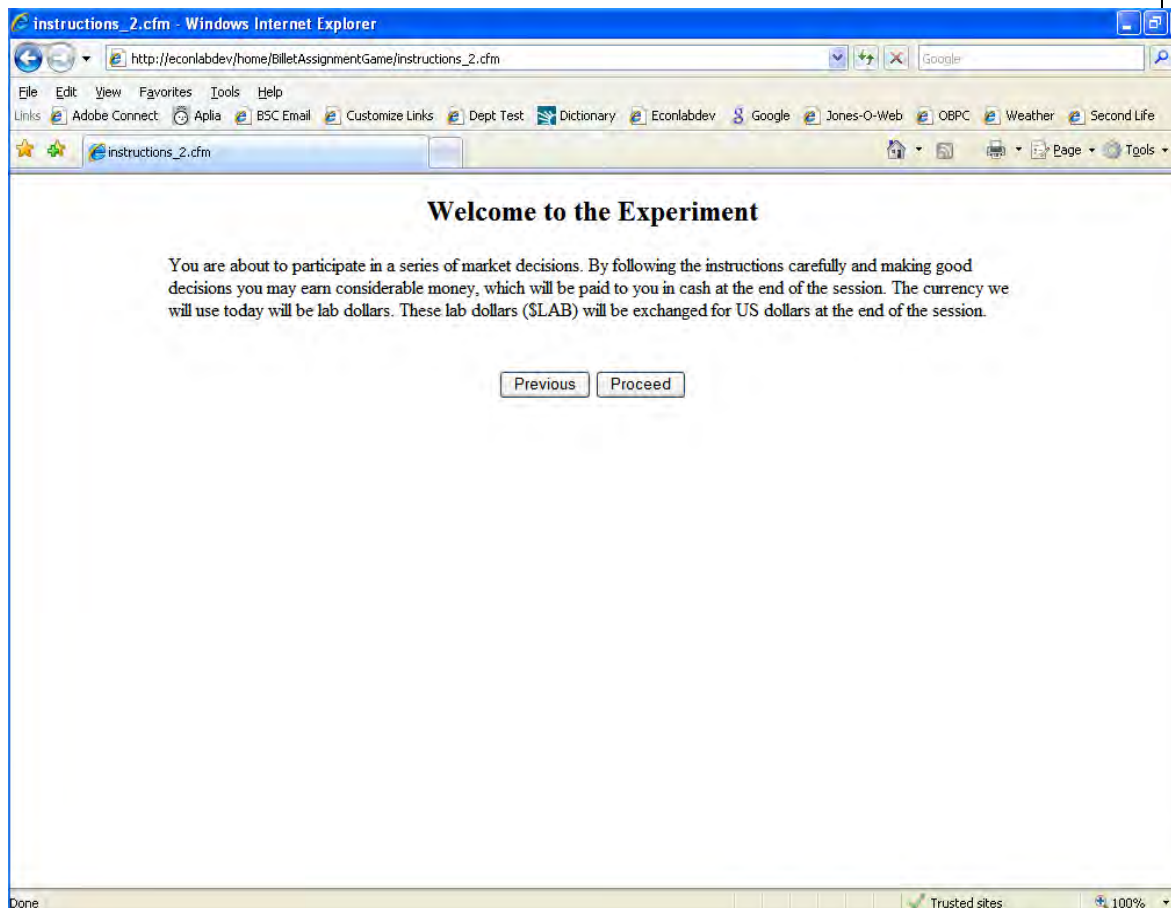 instructions_2.cfm - Windows Internet Explorer
http://econlabdev/home/BilletAssignmentGame/instructions_2.cfm Google
File Edit View Favorites Tools Help
Links Adobe Connect Aplia BSC Email Customize Links Dept Test Dictionary Econlabdev Google Jones-O-Web OBPC Weather Second Life
instructions_2.cfm Page Tools
Welcome to the Experiment
You are about to participate in a series of market decisions. By following the instructions carefully and making good
decisions you may earn considerable money, which will be paid to you in cash at the end of the session. The currency we
will use today will be lab dollars. These lab dollars ($LAB) will be exchanged for US dollars at the end of the session.
Previous Proceed
Done Trusted sites 100%